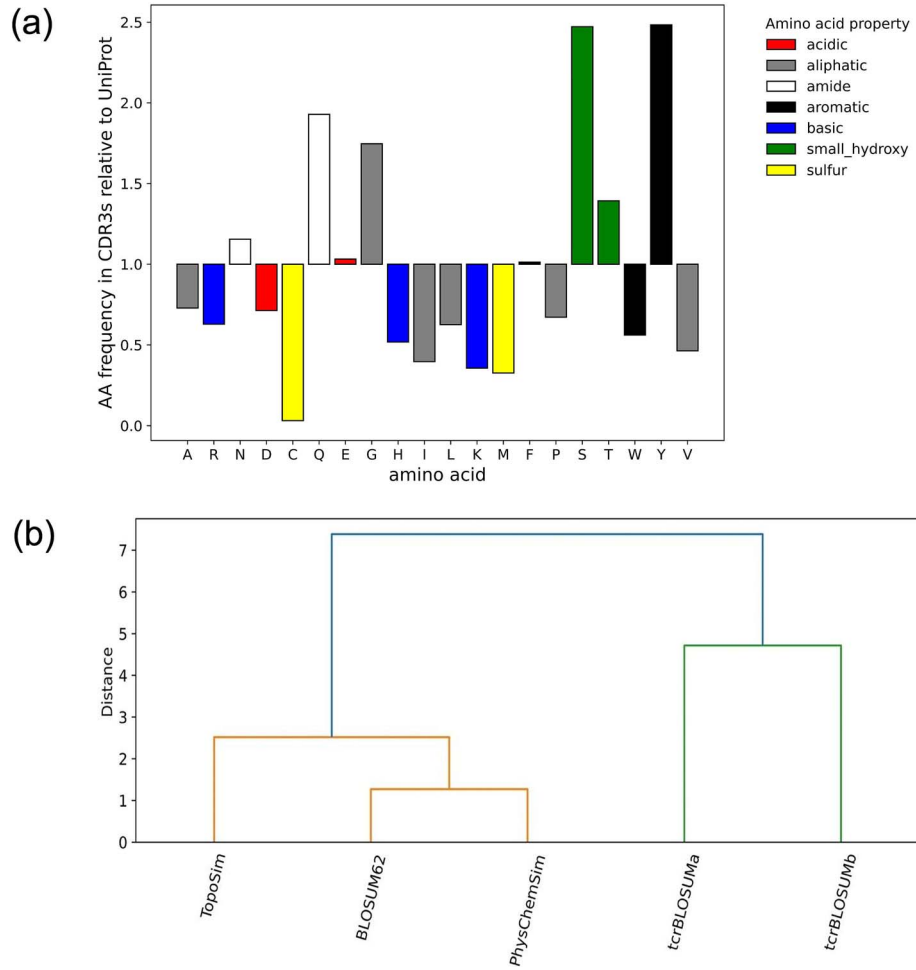 (a)
AA frequency in CDR3s relative to UniProt
2.5
2.0
1.5
1.0
0.5
0.0
A R N D C Q E G H I L K M F P S T W Y V
amino acid
Amino acid property
acidic
aliphatic
amide
aromatic
basic
small_hydroxy
sulfur
(b)
Distance
7
6
5
4
3
2
1
0
TopoSim
BLOSUM62
PhysChemSim
tcrBLOSUMa
tcrBLOSUMb